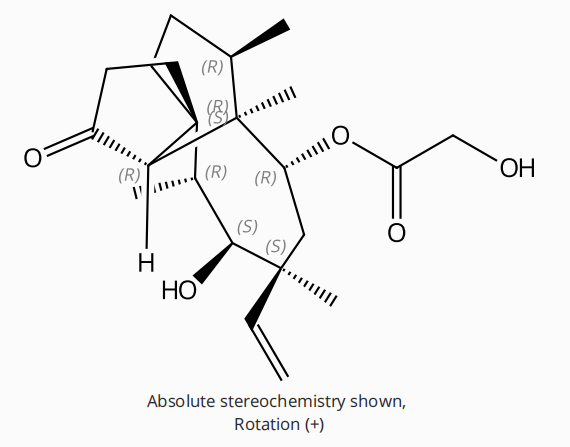 (R)
(R)
(S)
O
O
(R)
(R)
(R)
OH
(S)
O
(S)
H
HO
Absolute stereochemistry shown,
Rotation (+)